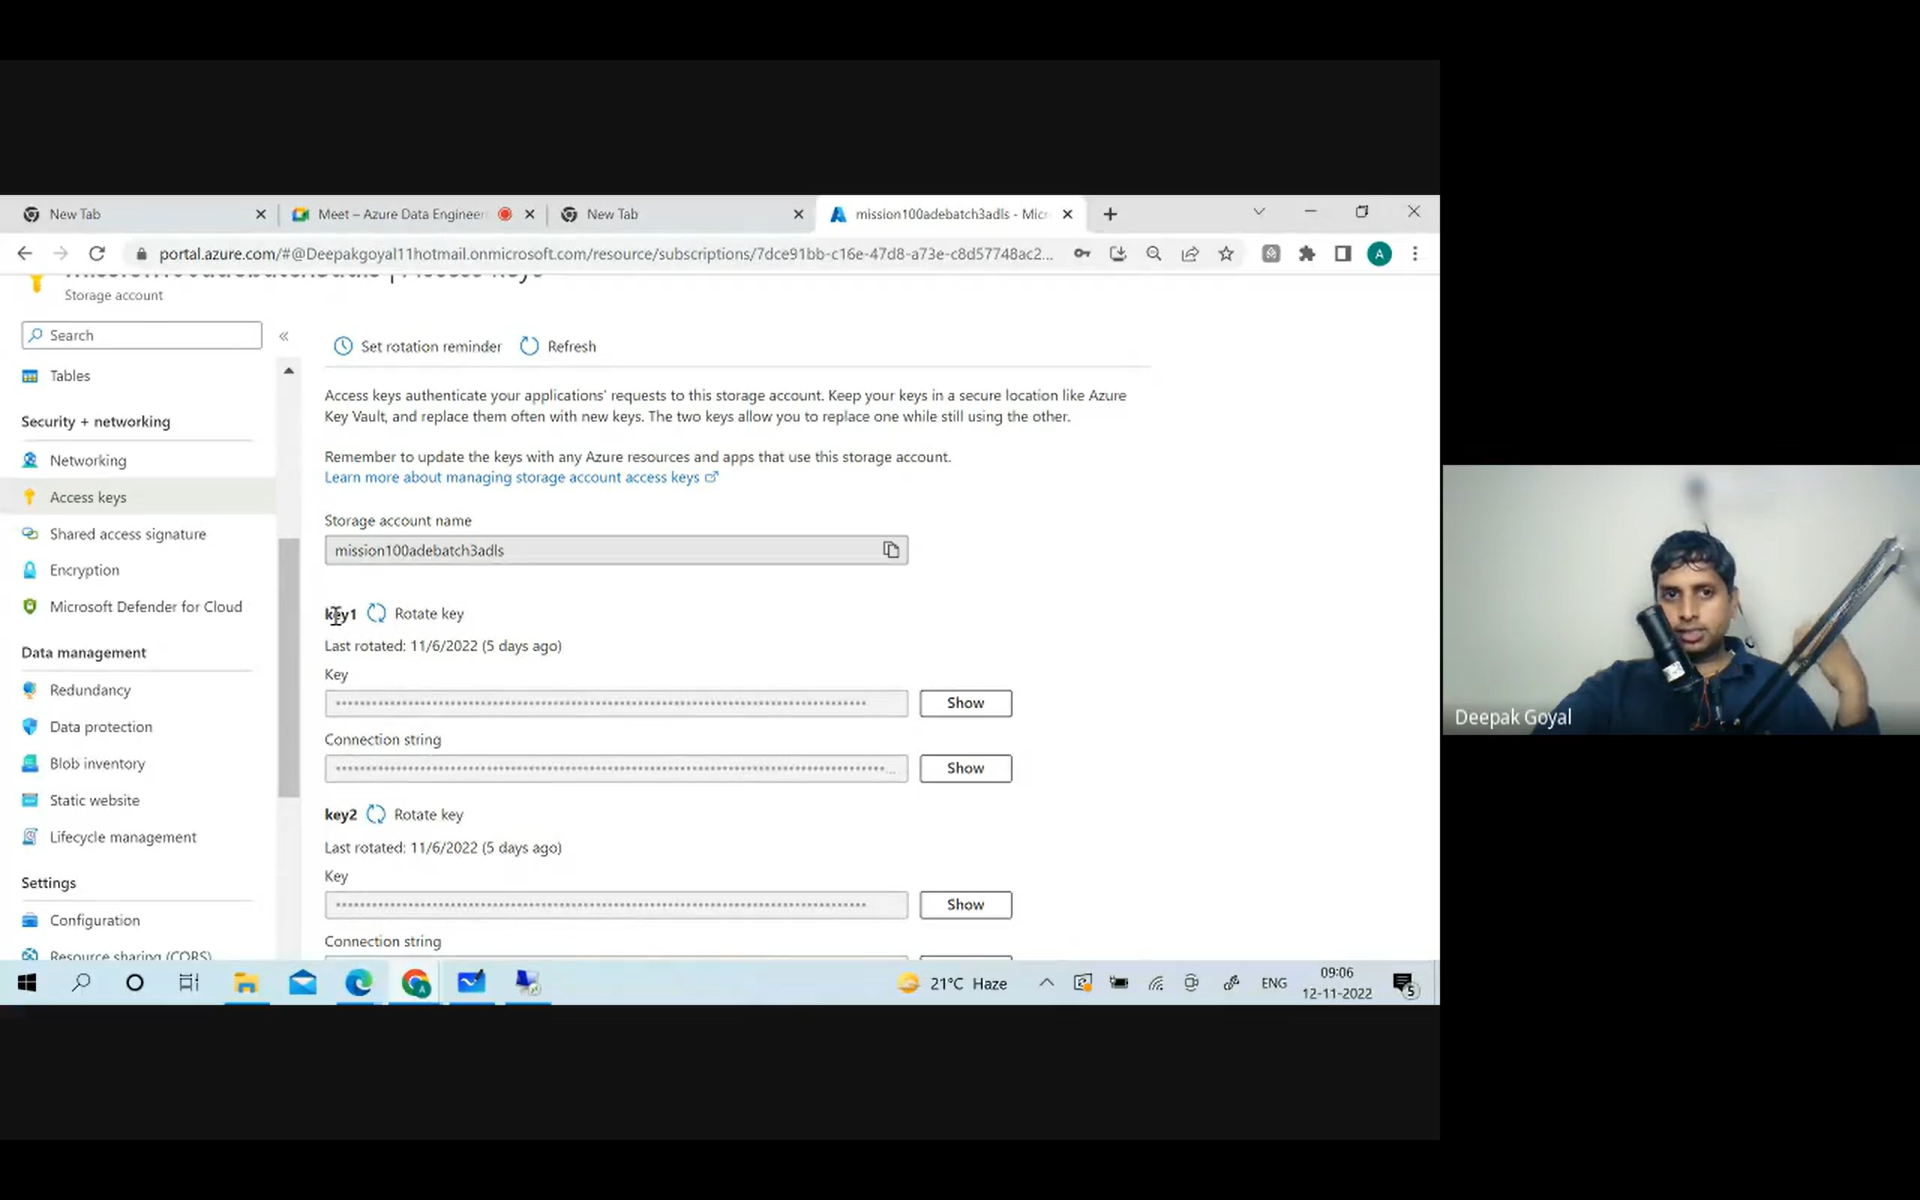 New Tab
Meet – Azure Data Engineer
New Tab
mission100adebatch3adls - Micr
portal.azure.com/#@Deepakgoyal11hotmail.onmicrosoft.com/resource/subscriptions/7dce91bb-c16e-47d8-a73e-c8d57748ac2...
A
mission100adebatch3adls | Access keys
Storage account
Search
Set rotation reminder
Refresh
Tables
Access keys authenticate your applications' requests to this storage account. Keep your keys in a secure location like Azure
Key Vault, and replace them often with new keys. The two keys allow you to replace one while still using the other.
Security + networking
Networking
Remember to update the keys with any Azure resources and apps that use this storage account.
Learn more about managing storage account access keys
Access keys
Shared access signature
Storage account name
mission100adebatch3adls
Encryption
Microsoft Defender for Cloud
key1
Rotate key
Last rotated: 11/6/2022 (5 days ago)
Data management
Key
Show
Redundancy
Data protection
Connection string
Show
Blob inventory
Static website
key2
Rotate key
Lifecycle management
Last rotated: 11/6/2022 (5 days ago)
Key
Show
Settings
Configuration
Connection string
Resource sharing (CORS)
21°C Haze
ENG
09:06
12-11-2022
5
Deepak Goyal